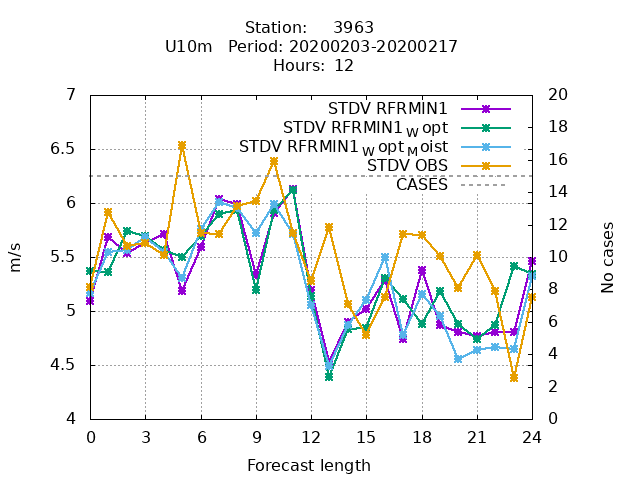 Station: 3963
U10m Period: 20200203-20200217
Hours: 12
7
6.5
6
5.5
5
4.5
4
m/s
20
18
16
14
12
10
8
6
4
2
0
No cases
STDV RFRMIN1
STDV RFRMIN1wopt
STDV RFRMIN1woptMoist
STDV OBS
CASES
0 3 6 9 12 15 18 21 24
Forecast length